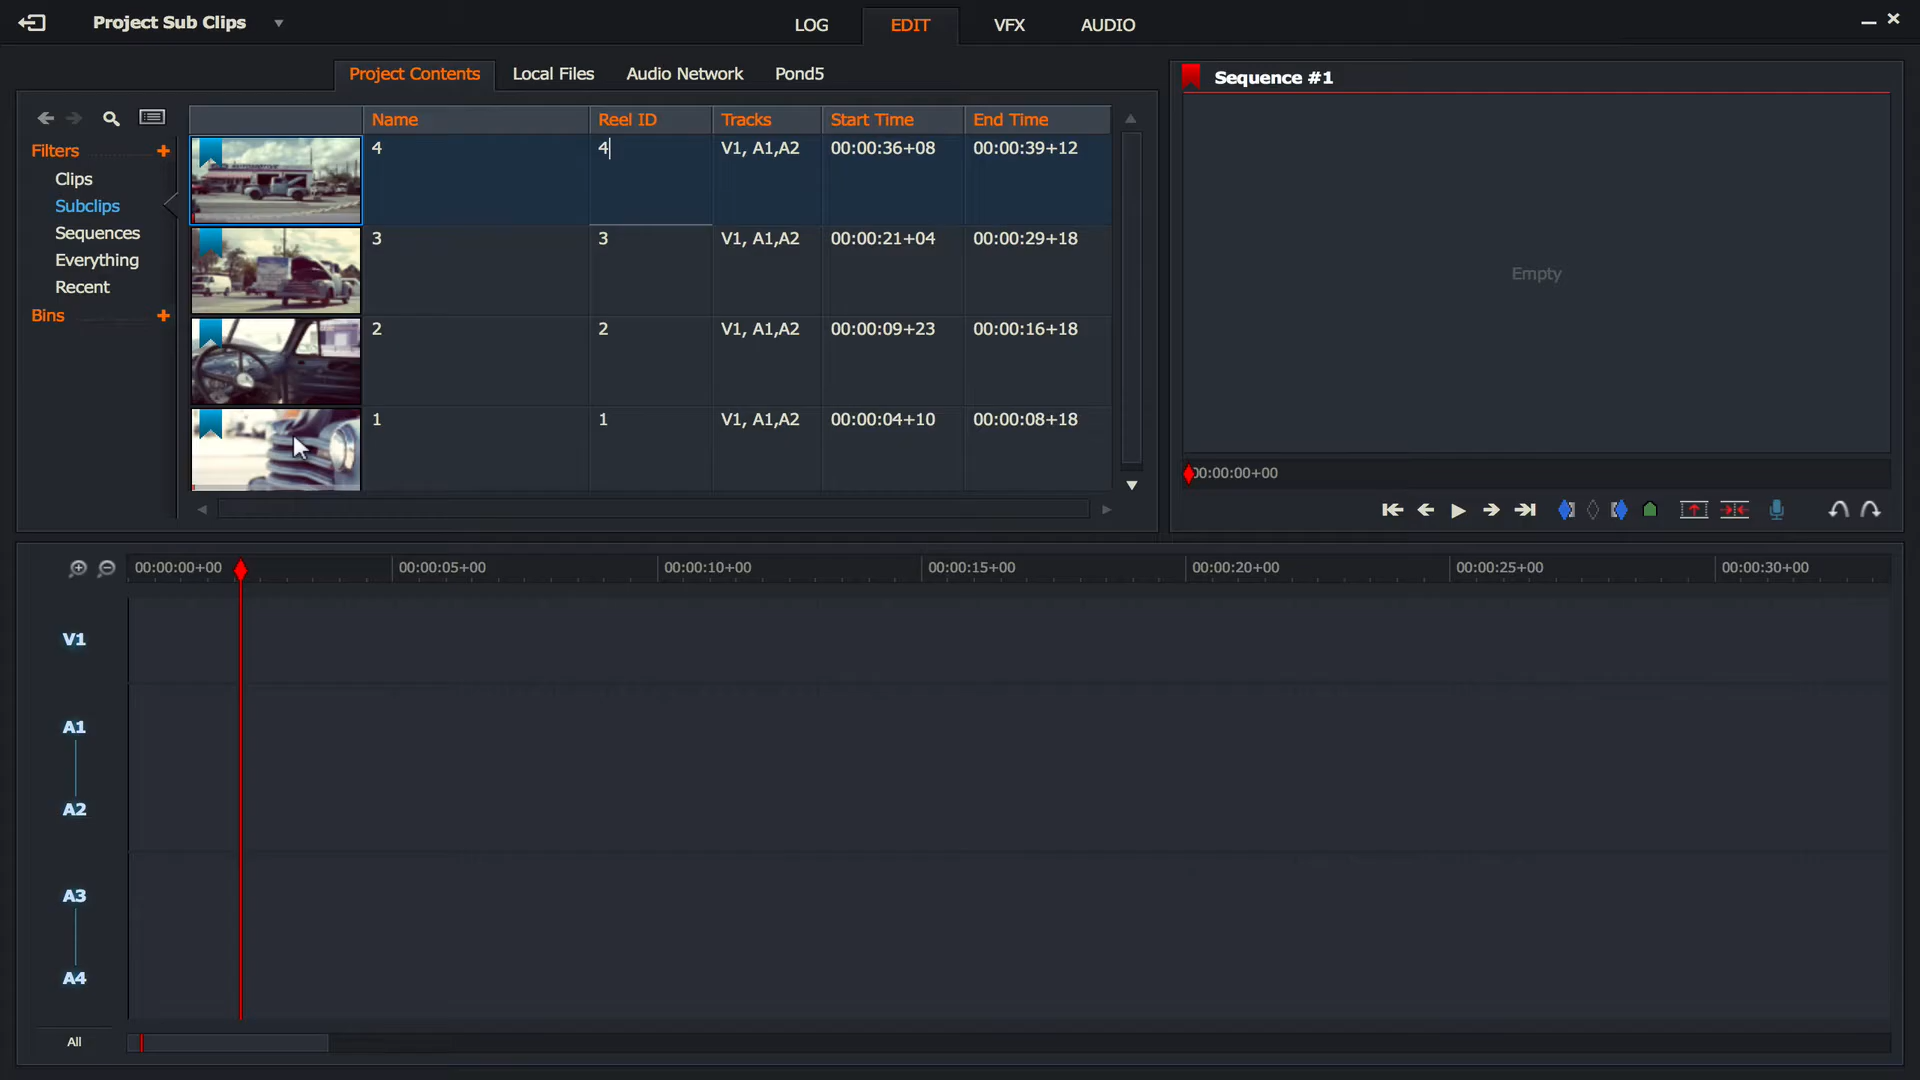 Project Sub Clips
LOG
EDIT
VFX
AUDIO
Project Contents
Local Files
Audio Network
Pond5
Sequence #1
Filters
Clips
Subclips
Sequences
Everything
Recent
Bins
Name Reel ID Tracks Start Time End Time
4 4 V1, A1,A2 00:00:36+08 00:00:39+12
3 3 V1, A1,A2 00:00:21+04 00:00:29+18
2 2 V1, A1,A2 00:00:09+23 00:00:16+18
1 1 V1, A1,A2 00:00:04+10 00:00:08+18
Empty
00:00:00+00
00:00:00+00 00:00:05+00 00:00:10+00 00:00:15+00 00:00:20+00 00:00:25+00 00:00:30+00
V1
A1
A2
A3
A4
All